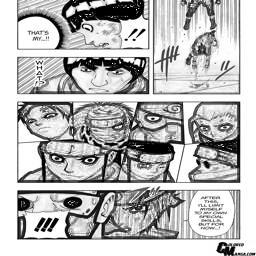 THAT'S
MY...!!
...!!
WHAT?
AFTER
THIS,
I'LL LIMIT
MYSELF
TO MY OWN
SPECIAL
SKILLS,
BUT FOR
NOW...!
!!!
COLORED
MANGA.COM